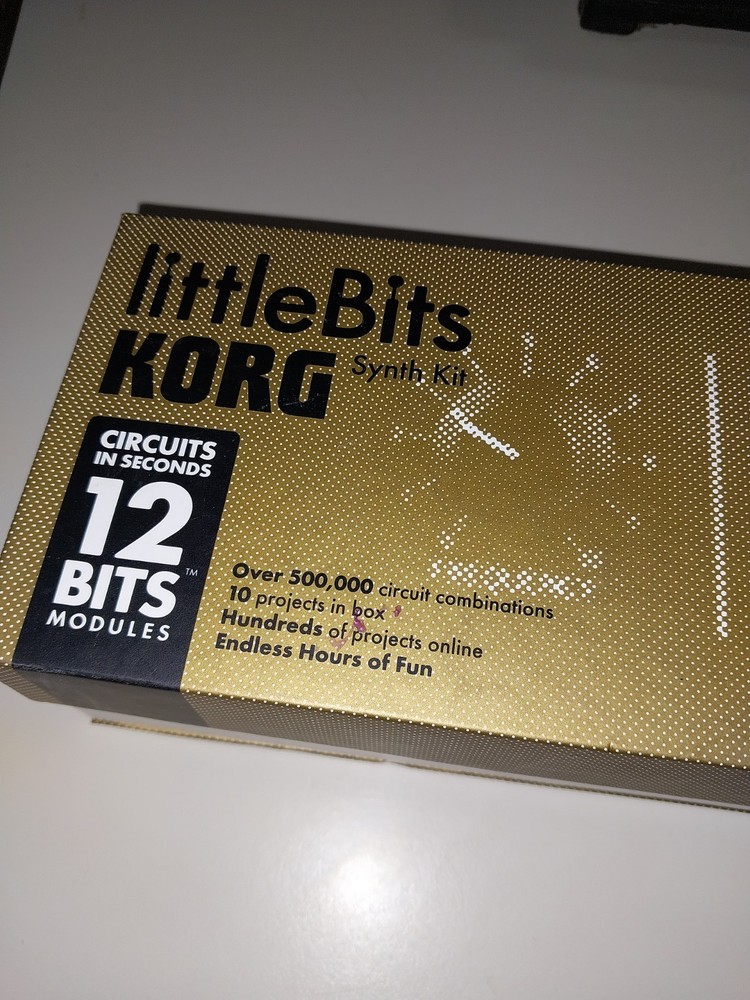 littleBits
KORG Synth Kit
CIRCUITS
IN SECONDS
12
BITS™
MODULES
Over 500,000 circuit combinations
10 projects in box
Hundreds of projects online
Endless Hours of Fun